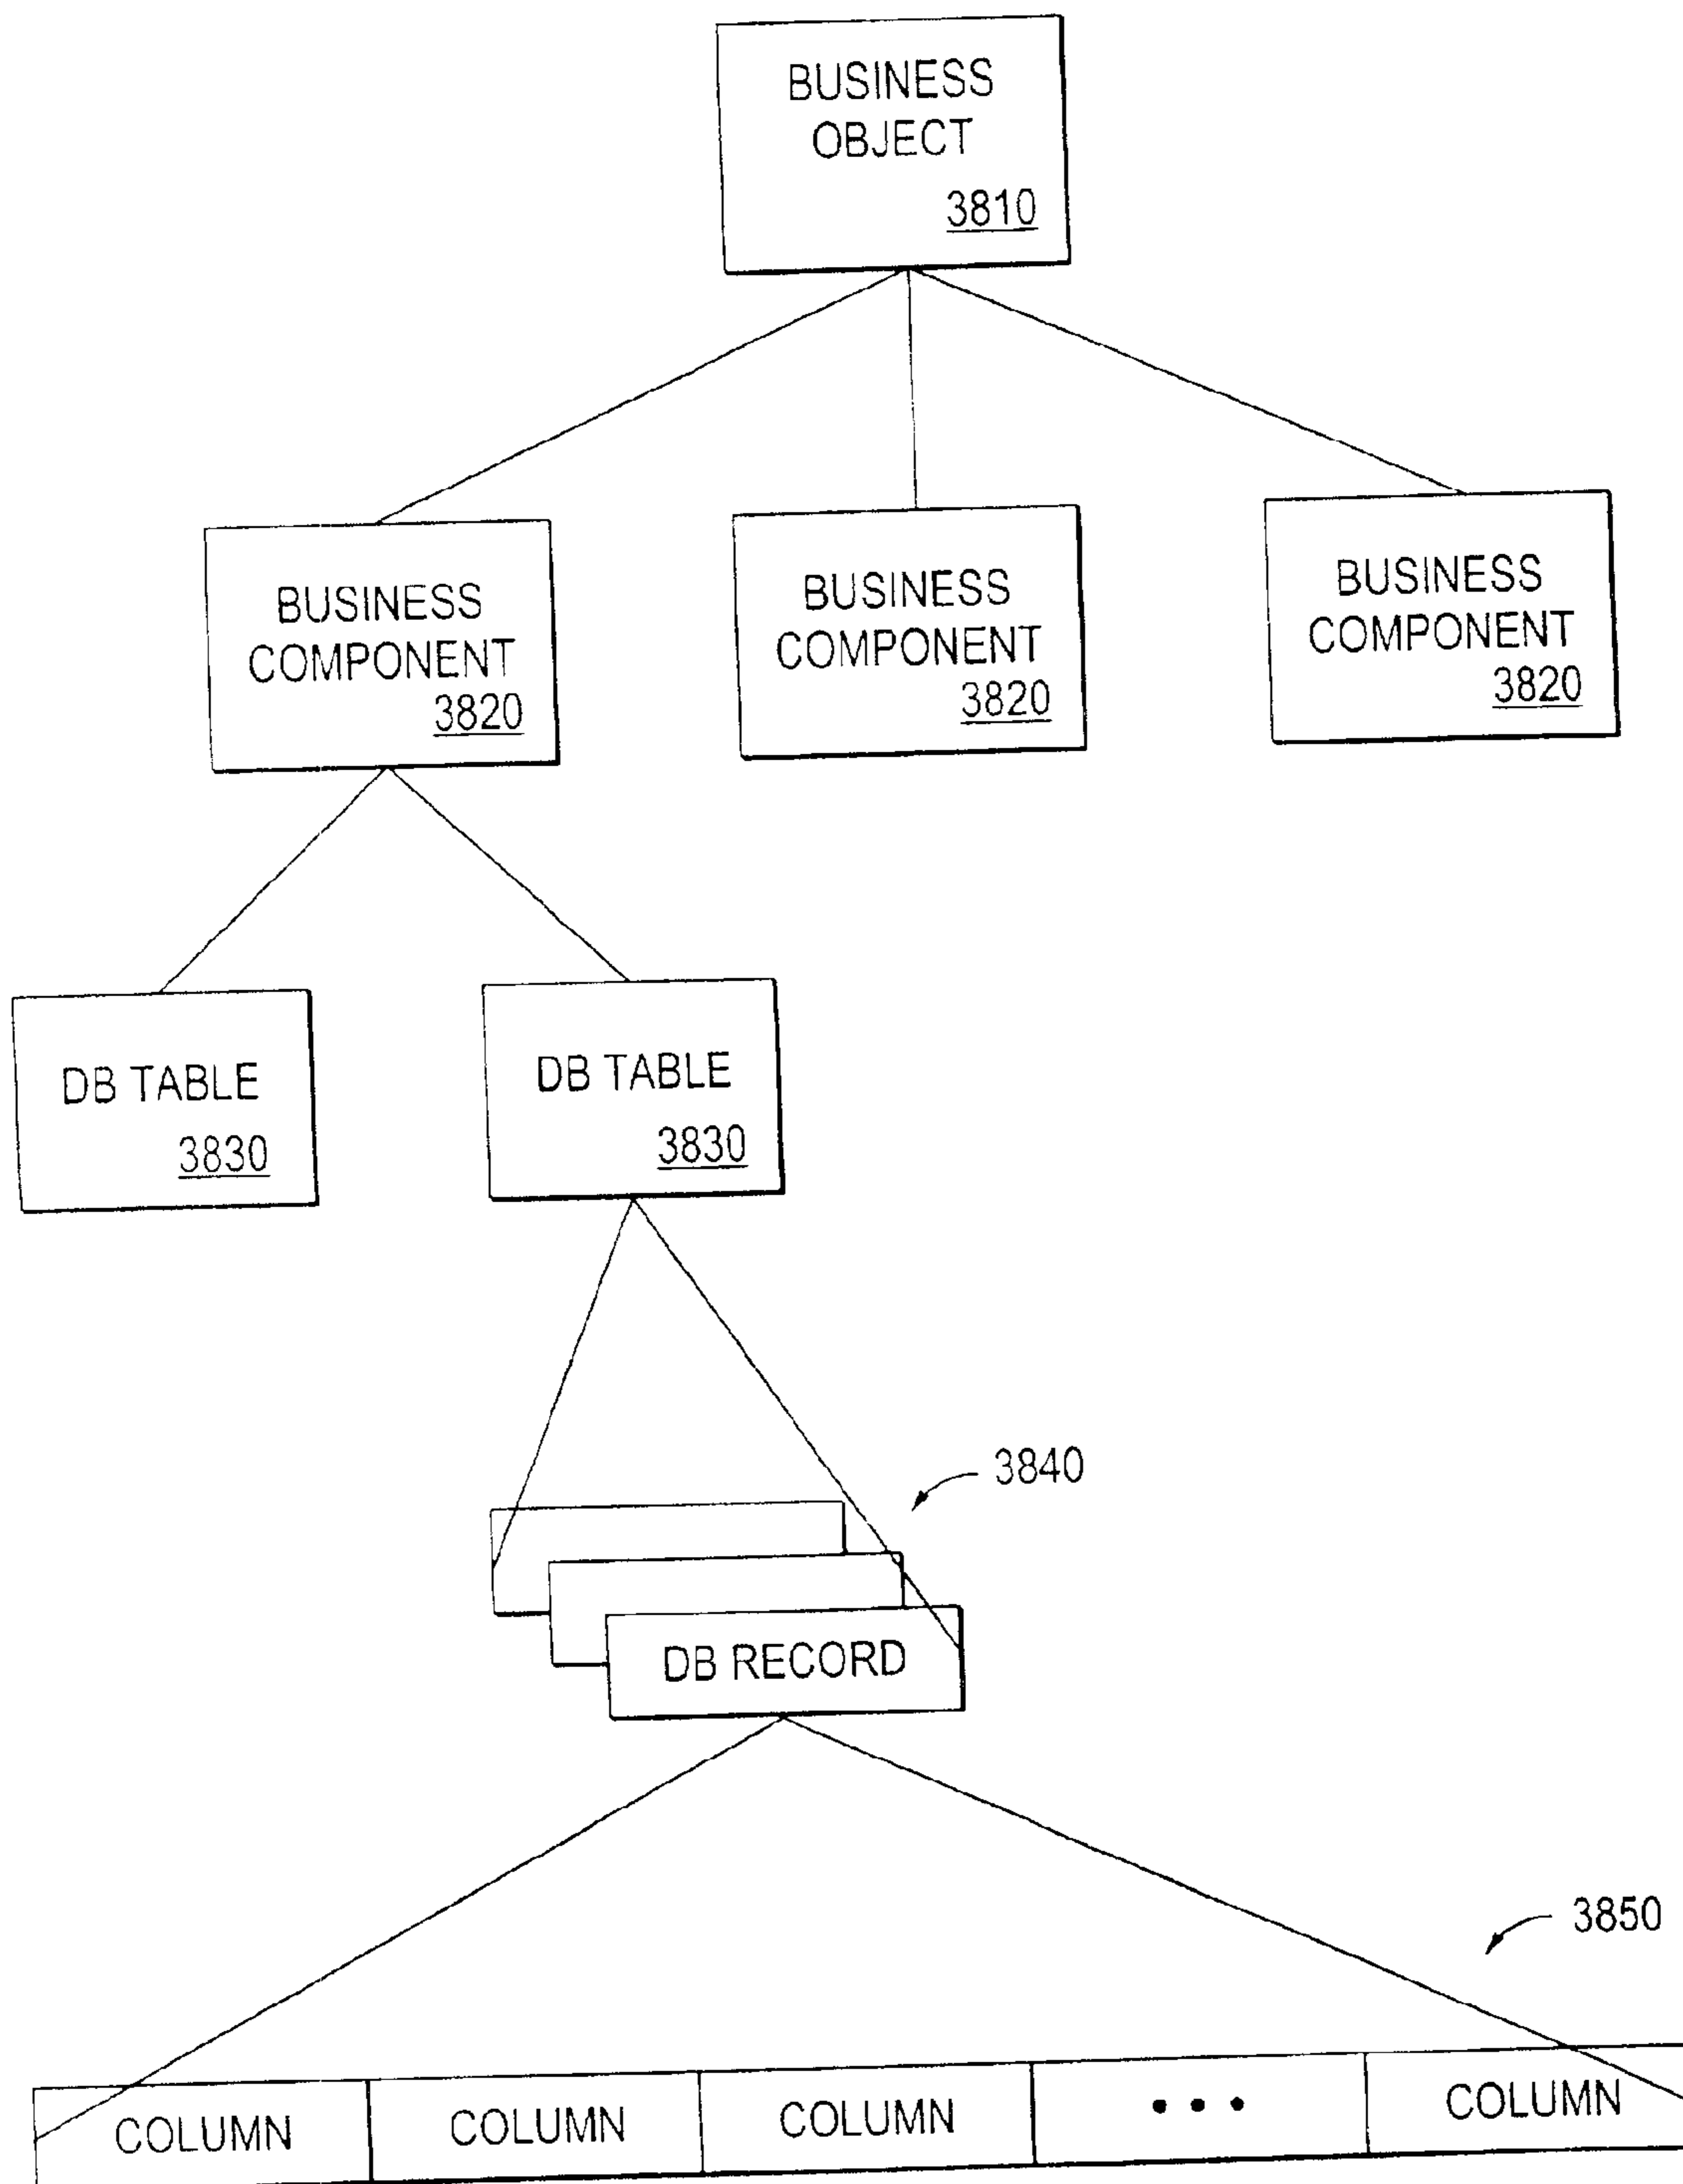 BUSINESS
OBJECT
3810
BUSINESS
COMPONENT
3820
BUSINESS
COMPONENT
3820
BUSINESS
COMPONENT
3820
DB TABLE
3830
DB TABLE
3830
3840
DB RECORD
3850
COLUMN COLUMN COLUMN • • • COLUMN